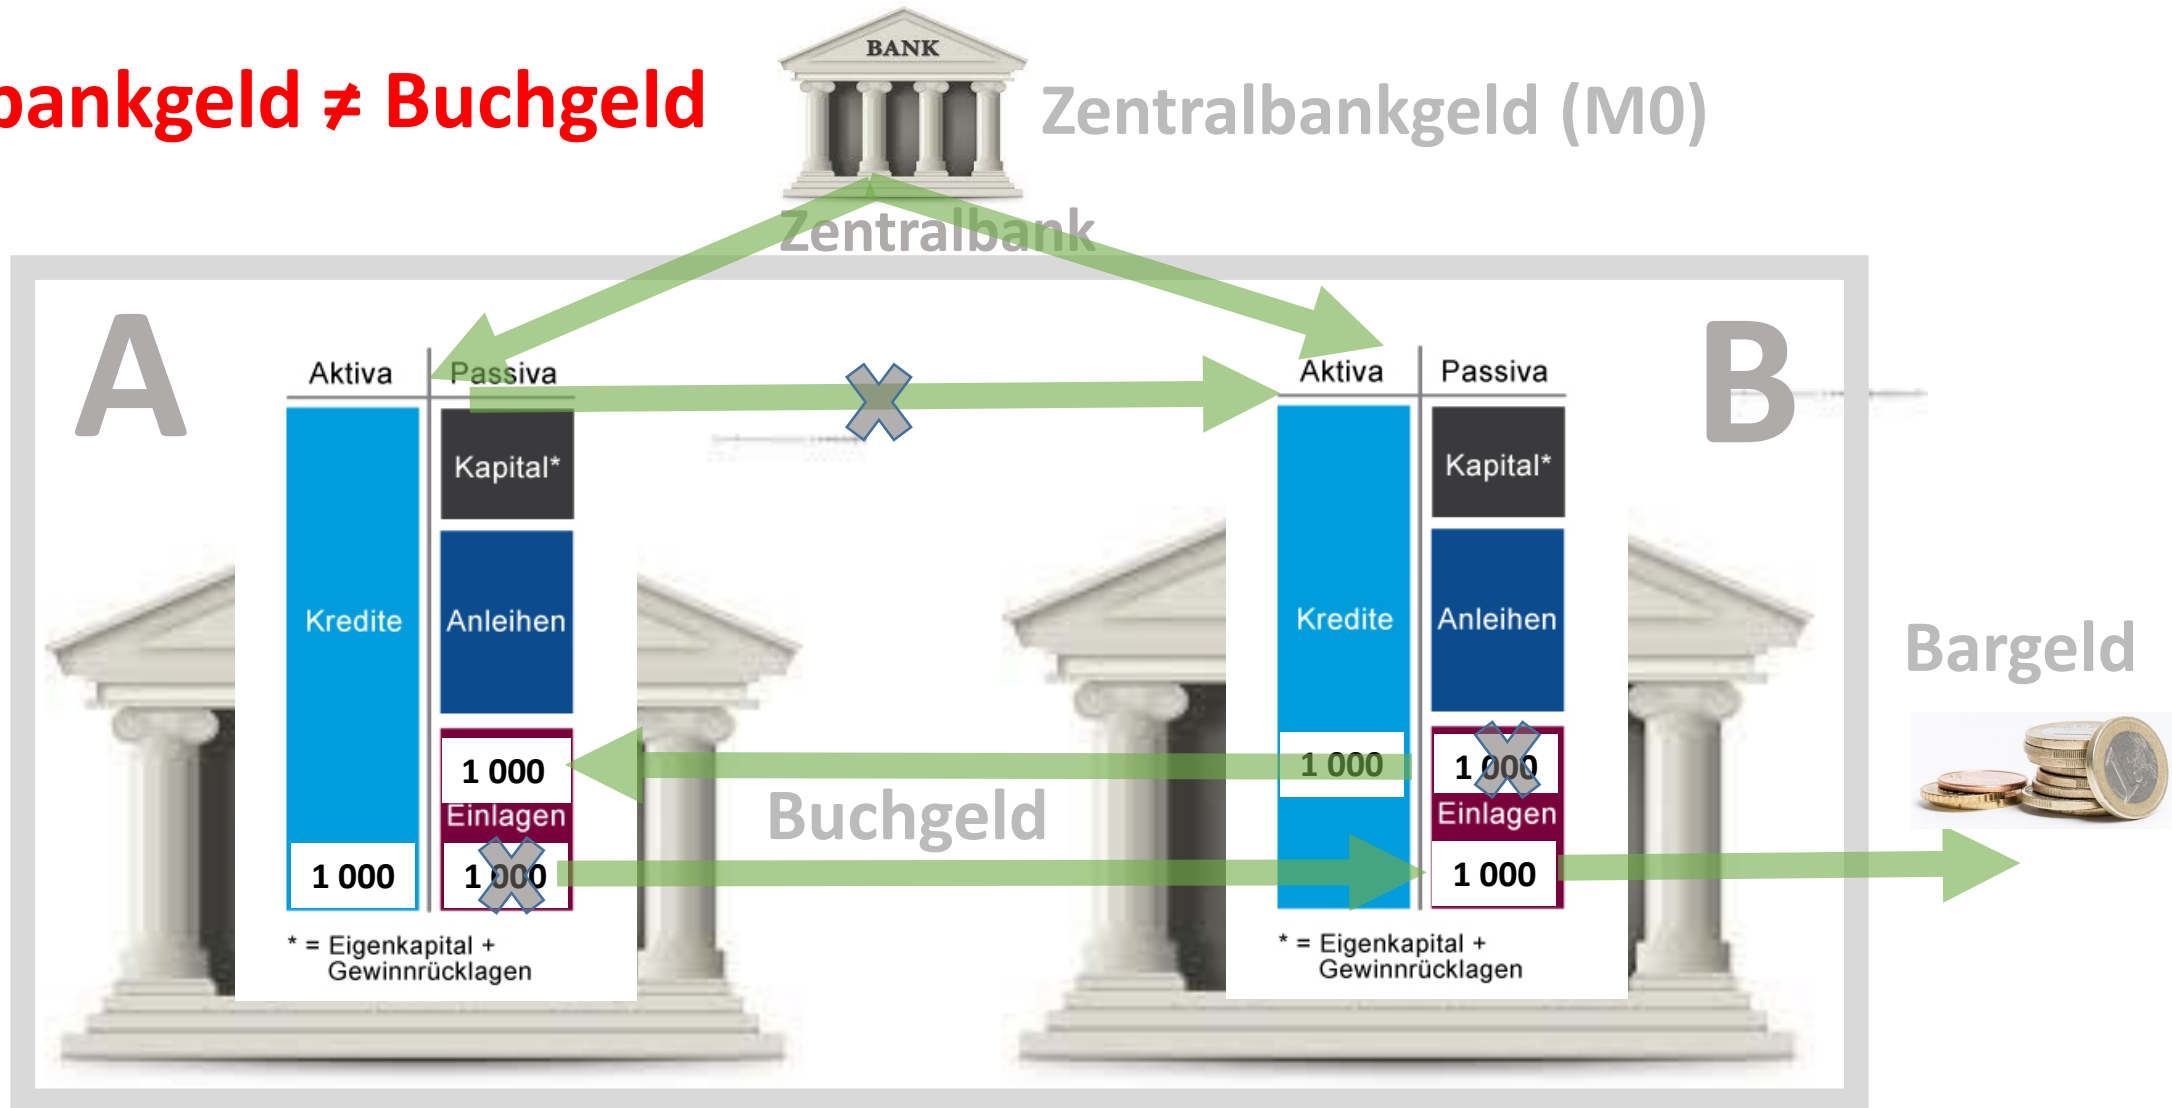 bankgeld ≠ Buchgeld
BANK
Zentralbankgeld (M0)
Zentralbank
A
Aktiva Passiva
Kapital*
Kredite Anleihen
1 000
Einlagen
1 000 1 000
* = Eigenkapital +
Gewinnrücklagen
Buchgeld
B
Aktiva Passiva
Kapital*
Kredite Anleihen
1 000 1 000
Einlagen
1 000
* = Eigenkapital +
Gewinnrücklagen
Bargeld